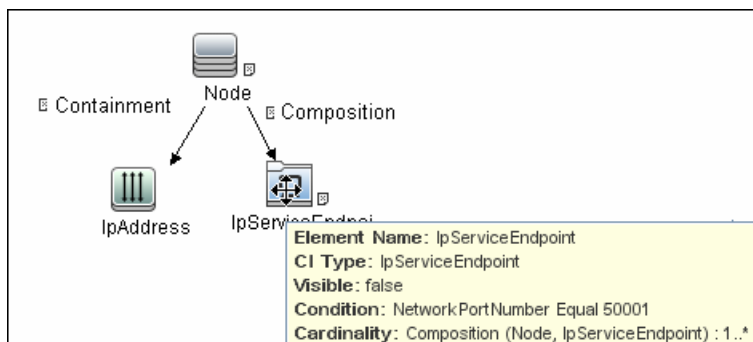 Node
Containment
Composition
IpAddress
IpServiceEndpoi
Element Name: IpServiceEndpoint
CI Type: IpServiceEndpoint
Visible: false
Condition: NetworkPortNumber Equal 50001
Cardinality: Composition (Node, IpServiceEndpoint) : 1..*